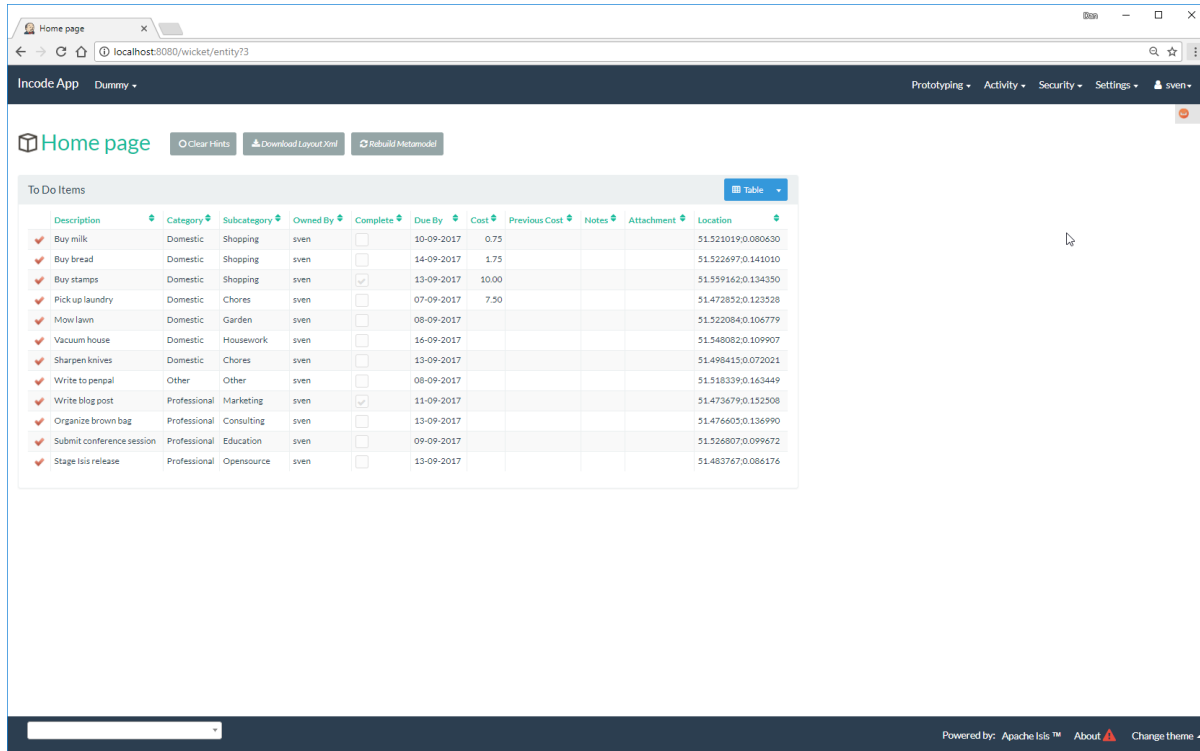 Home page
Dan
localhost:8080/wicket/entity?3
Incode App Dummy Prototyping Activity Security Settings sven
Home page Clear Hints Download Layout Xml Rebuild Metamodel
To Do Items Table
Description Category Subcategory Owned By Complete Due By Cost Previous Cost Notes Attachment Location
Buy milk Domestic Shopping sven 10-09-2017 0.75 51.521019;0.080630
Buy bread Domestic Shopping sven 14-09-2017 1.75 51.522697;0.141010
Buy stamps Domestic Shopping sven 13-09-2017 10.00 51.559162;0.134350
Pick up laundry Domestic Chores sven 07-09-2017 7.50 51.472852;0.123528
Mow lawn Domestic Garden sven 08-09-2017 51.522084;0.106779
Vacuum house Domestic Housework sven 16-09-2017 51.548082;0.109907
Sharpen knives Domestic Chores sven 13-09-2017 51.498415;0.072021
Write to penpal Other Other sven 08-09-2017 51.518339;0.163449
Write blog post Professional Marketing sven 11-09-2017 51.473679;0.152508
Organize brown bag Professional Consulting sven 13-09-2017 51.476605;0.136990
Submit conference session Professional Education sven 09-09-2017 51.526807;0.099672
Stage Isis release Professional Opensource sven 13-09-2017 51.483767;0.086176
Powered by: Apache Isis ™ About Change theme